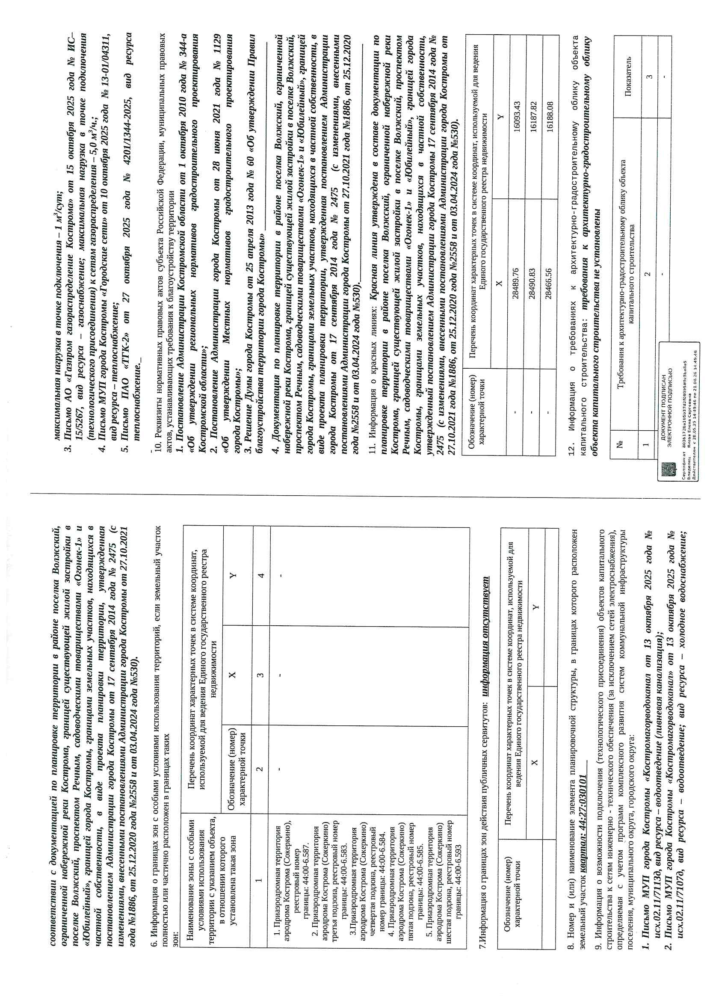 соответствии с документацией по планировке территории в районе поселка Волжский,
ограниченной набережной реки Кострома, границей существующей жилой застройки в
поселке Волжский, проспектом Речным, садоводческими товариществами «Огонек-1» и
«Юбилейный», границей города Костромы, границами земельных участков, находящихся в
частной собственности, в виде проекта планировки территории, утвержденная
постановлением Администрации города Костромы от 17 сентября 2014 года № 2475 (с
изменениями, внесенными постановлениями Администрации города Костромы от 27.10.2021
года №1886, от 25.12.2020 года №2558 и от 03.04.2024 года №530).
6. Информация о границах зон с особыми условиями использования территорий, если земельный участок
полностью или частично расположен в границах таких
зон:
Наименование зоны с особыми
условиями использования
территории с указанием объекта,
в отношении которого
установлена такая зона
Перечень координат характерных точек в системе координат,
используемой для ведения Единого государственного реестра
недвижимости
Обозначение (номер)
характерной точки
X
Y
1
2
3
4
1. Приаэродромная территория
аэродрома Кострома (Сокеркино),
реестровый номер
границы: 44:00-6.587.
2. Приаэродромная территория
аэродрома Кострома (Сокеркино)
третья подзона, реестровый номер
границы: 44:00-6.583.
3.Приаэродромная территория
аэродрома Кострома (Сокеркино)
четвертая подзона, реестровый
номер границы: 44:00-6.584.
4. Приаэродромная территория
аэродрома Кострома (Сокеркино)
пятая подзона, реестровый номер
границы: 44:00-6.585.
5. Приаэродромная территория
аэродрома Кострома (Сокеркино)
шестая подзона, реестровый номер
границы: 44:00-6.593
-
-
-
7.Информация о границах зон действия публичных сервитутов: информация отсутствует
Обозначение (номер)
характерной точки
Перечень координат характерных точек в системе координат, используемой для
ведения Единого государственного реестра недвижимости
X
Y
8. Номер и (или) наименование элемента планировочной структуры, в границах которого расположен
земельный участок квартал: 44:27:030101
9. Информация о возможности подключения (технологического присоединения) объектов капитального
строительства к сетям инженерно - технического обеспечения (за исключением сетей электроснабжения),
определяемая с учетом программ комплексного развития систем коммунальной инфраструктуры
поселения, муниципального округа, городского округа:
1. Письмо МУП города Костромы «Костромагорводоканал от 13 октября 2025 года №
исх.02.11/7113д, вид ресурса – водоотведение (ливневая канализация);
2. Письмо МУП города Костромы «Костромагорводоканал» от 13 октября 2025 года №
исх.02.11/7107д, вид ресурса – водоотведение; вид ресурса – холодное водоснабжение;
максимальная нагрузка в точке подключения – 1 м³/сут;
3. Письмо АО «Газпром газораспределение Кострома» от 15 октября 2025 года № ИС–
15/5267, вид ресурса – газоснабжение; максимальная нагрузка в точке подключения
(технологического присоединения) к сетям газораспределения – 5,0 м³/ч.;
4. Письмо МУП города Костромы «Городские сети» от 10 октября 2025 года № 13-01/04311,
вид ресурса – теплоснабжение;
5. Письмо ПАО «ТГК-2» от 27 октября 2025 года № 4201/1344-2025, вид ресурса
теплоснабжение.
10. Реквизиты нормативных правовых актов субъекта Российской Федерации, муниципальных правовых
актов, устанавливающих требования к благоустройству территории
1. Постановление Администрации Костромской области от 1 октября 2010 года № 344-а
«Об утверждении региональных нормативов градостроительного проектирования
Костромской области»;
2. Постановление Администрации города Костромы от 28 июня 2021 года № 1129
«Об утверждении Местных нормативов градостроительного проектирования
города Костромы»;
3. Решение Думы города Костромы от 25 апреля 2013 года № 60 «Об утверждении Правил
благоустройства территории города Костромы»
4. Документация по планировке территории в районе поселка Волжский, ограниченной
набережной реки Кострома, границей существующей жилой застройки в поселке Волжский,
проспектом Речным, садоводческими товариществами «Огонек-1» и «Юбилейный», границей
города Костромы, границами земельных участков, находящихся в частной собственности, в
виде проекта планировки территории, утвержденная постановлением Администрации
города Костромы от 17 сентября 2014 года № 2475 (с изменениями, внесенными
постановлениями Администрации города Костромы от 27.10.2021 года №1886, от 25.12.2020
года №2558 и от 03.04.2024 года №530).
11. Информация о красных линиях: Красная линия утверждена в составе документации по
планировке территории в районе поселка Волжский, ограниченной набережной реки
Кострома, границей существующей жилой застройки в поселке Волжский, проспектом
Речным, садоводческими товариществами «Огонек-1» и «Юбилейный», границей города
Костромы, границами земельных участков, находящихся в частной собственности,
утвержденный постановлением Администрации города Костромы 17 сентября 2014 года №
2475 (с изменениями, внесенными постановлениями Администрации города Костромы от
27.10.2021 года №1886, от 25.12.2020 года №2558 и от 03.04.2024 года №530).
Обозначение (номер)
характерной точки
Перечень координат характерных точек в системе координат, используемой для ведения
Единого государственного реестра недвижимости
X
Y
-
28489.76
16093.43
-
28490.83
16187.82
-
28466.56
16188.08
12. Информация о требованиях к архитектурно-градостроительному облику объекта
капитального строительства: требования к архитектурно-градостроительному облику
объекта капитального строительства не установлены
№
Требования к архитектурно-градостроительному облику объекта
капитального строительства
Показатель
1
2
3
-
-
ДОКУМЕНТ ПОДПИСАН
ЭЛЕКТРОННОЙ ПОДПИСЬЮ
Сертификат
Владелец Янова Елена Сергеевна
Действителен с 28.05.25 14:49:46 по 21.08.26 14:49:46